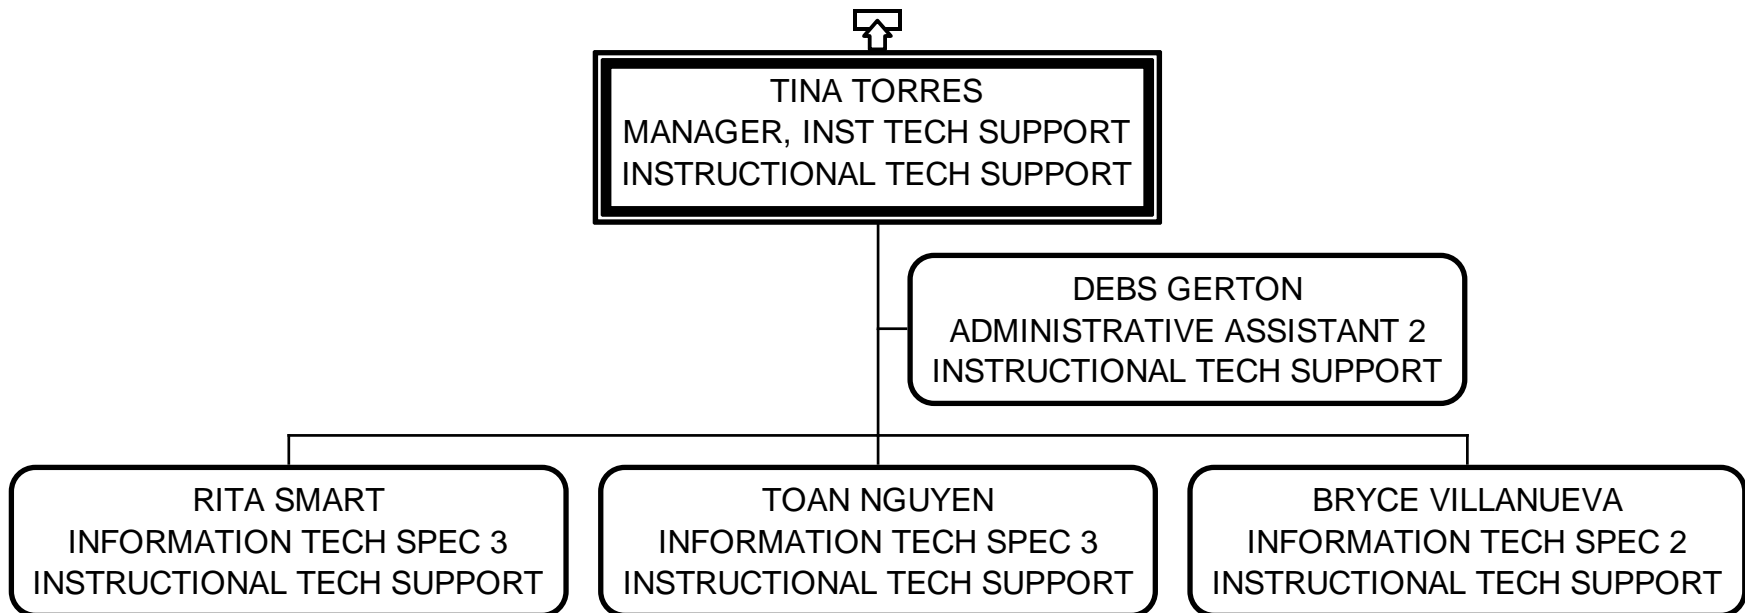 TINA TORRES
MANAGER, INST TECH SUPPORT
INSTRUCTIONAL TECH SUPPORT
DEBS GERTON
ADMINISTRATIVE ASSISTANT 2
INSTRUCTIONAL TECH SUPPORT
RITA SMART
INFORMATION TECH SPEC 3
INSTRUCTIONAL TECH SUPPORT
TOAN NGUYEN
INFORMATION TECH SPEC 3
INSTRUCTIONAL TECH SUPPORT
BRYCE VILLANUEVA
INFORMATION TECH SPEC 2
INSTRUCTIONAL TECH SUPPORT